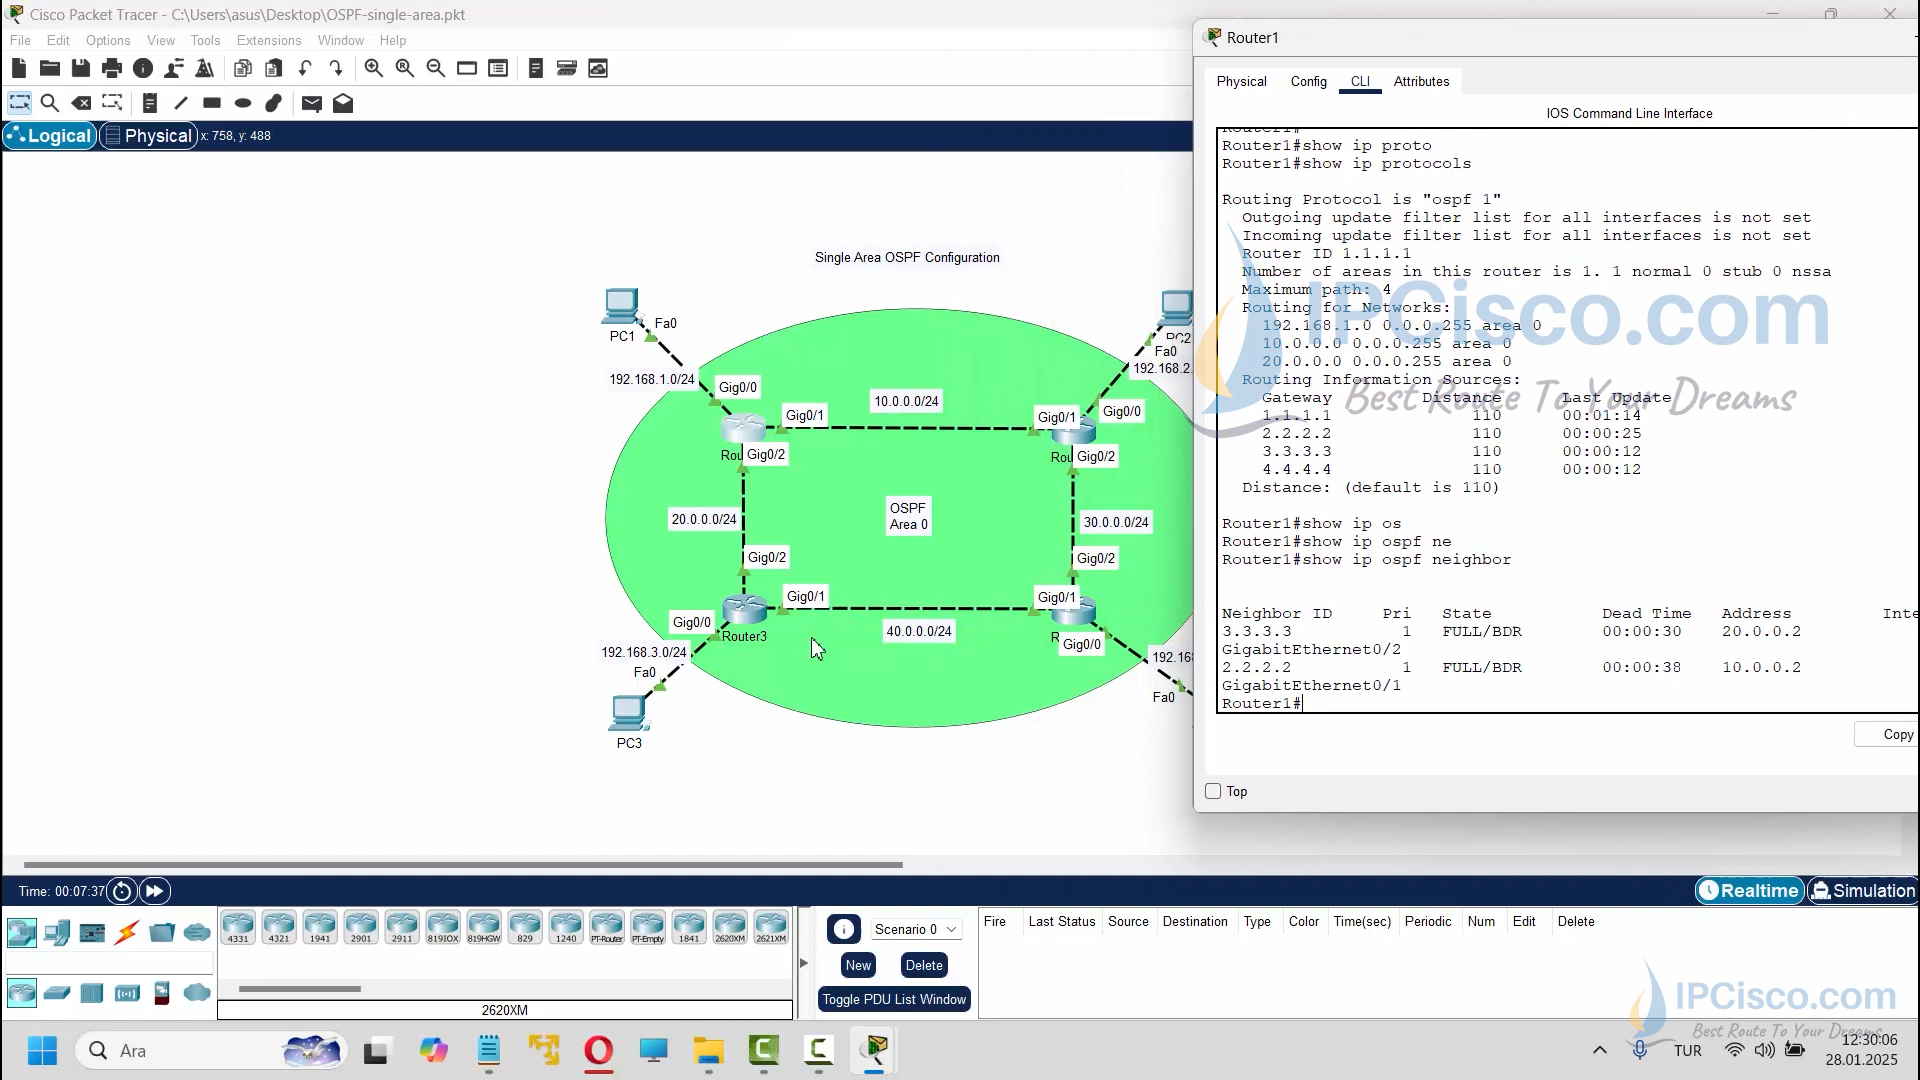 Cisco Packet Tracer - C:\Users\asus\Desktop\OSPF-single-area.pkt
File Edit Options View Tools Extensions Window Help
Logical Physical x: 758, y: 488
Single Area OSPF Configuration
PC1
Fa0
192.168.1.0/24
Gig0/0
Gig0/1
10.0.0.0/24
Gig0/1
Gig0/0
PC2
Fa0
192.168.2.
Rou
Gig0/2
Rou
Gig0/2
20.0.0.0/24
OSPF
Area 0
30.0.0.0/24
Gig0/2
Gig0/2
Gig0/1
Gig0/1
Gig0/0
Router3
40.0.0.0/24
R
Gig0/0
192.168.3.0/24
192.168
Fa0
Fa0
PC3
Router1
Physical Config CLI Attributes
IOS Command Line Interface
Router1#
Router1#show ip proto
Router1#show ip protocols
Routing Protocol is "ospf 1"
Outgoing update filter list for all interfaces is not set
Incoming update filter list for all interfaces is not set
Router ID 1.1.1.1
Number of areas in this router is 1. 1 normal 0 stub 0 nssa
Maximum path: 4
Routing for Networks:
192.168.1.0 0.0.0.255 area 0
10.0.0.0 0.0.0.255 area 0
20.0.0.0 0.0.0.255 area 0
Routing Information Sources:
Gateway Distance Last Update
1.1.1.1 110 00:01:14
2.2.2.2 110 00:00:25
3.3.3.3 110 00:00:12
4.4.4.4 110 00:00:12
Distance: (default is 110)
Router1#show ip os
Router1#show ip ospf ne
Router1#show ip ospf neighbor
Neighbor ID Pri State Dead Time Address Inte
3.3.3.3 1 FULL/BDR 00:00:30 20.0.0.2
GigabitEthernet0/2
2.2.2.2 1 FULL/BDR 00:00:38 10.0.0.2
GigabitEthernet0/1
Router1#
IPCisco.com
Best Route To Your Dreams
Copy
Top
Time: 00:07:37
Realtime Simulation
4331 4321 1941 2901 2911 819IOX 819HGW 829 1240 PT-Router PT-Empty 1841 2620XM 2621XM
2620XM
Scenario 0
New Delete
Toggle PDU List Window
Fire Last Status Source Destination Type Color Time(sec) Periodic Num Edit Delete
IPCisco.com
Best Route To Your Dreams
Ara
TUR
12:30:06
28.01.2025